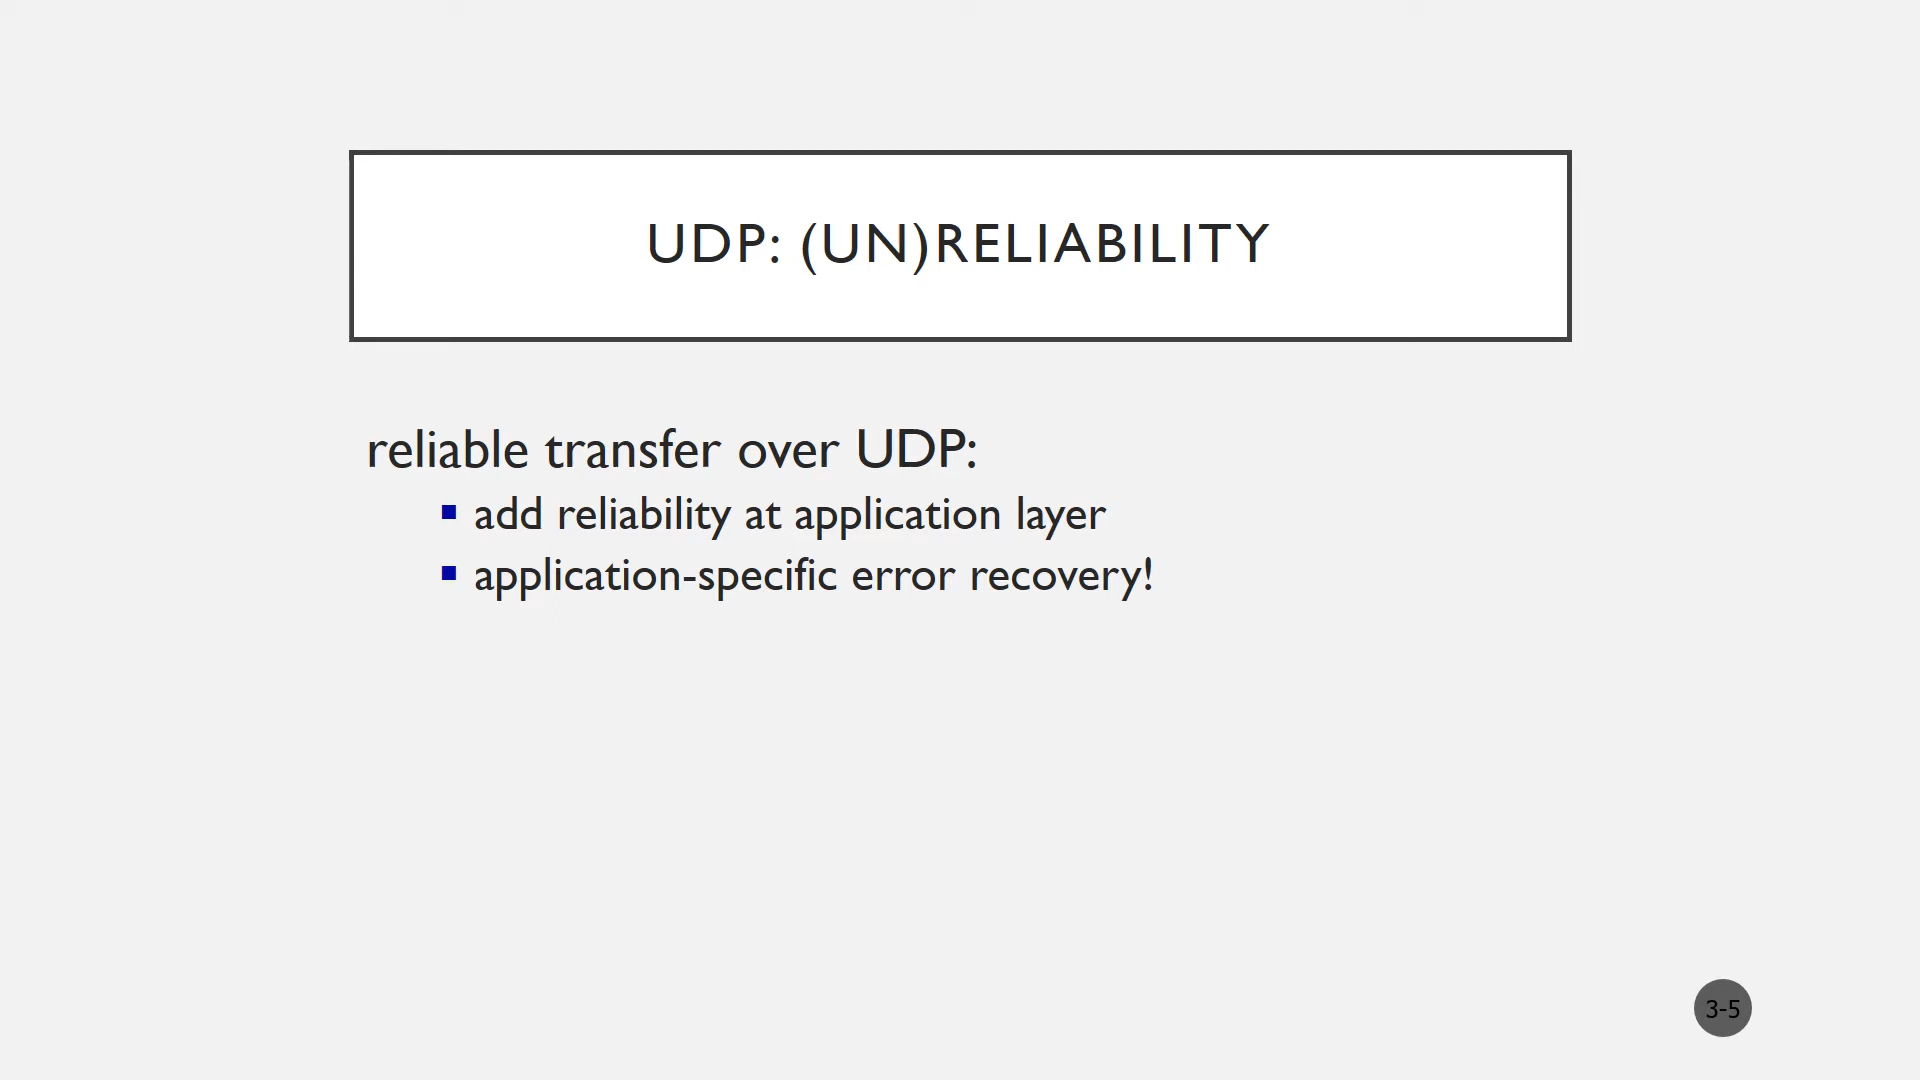 UDP: (UN)RELIABILITY
reliable transfer over UDP:
▪ add reliability at application layer
▪ application-specific error recovery!
3-5